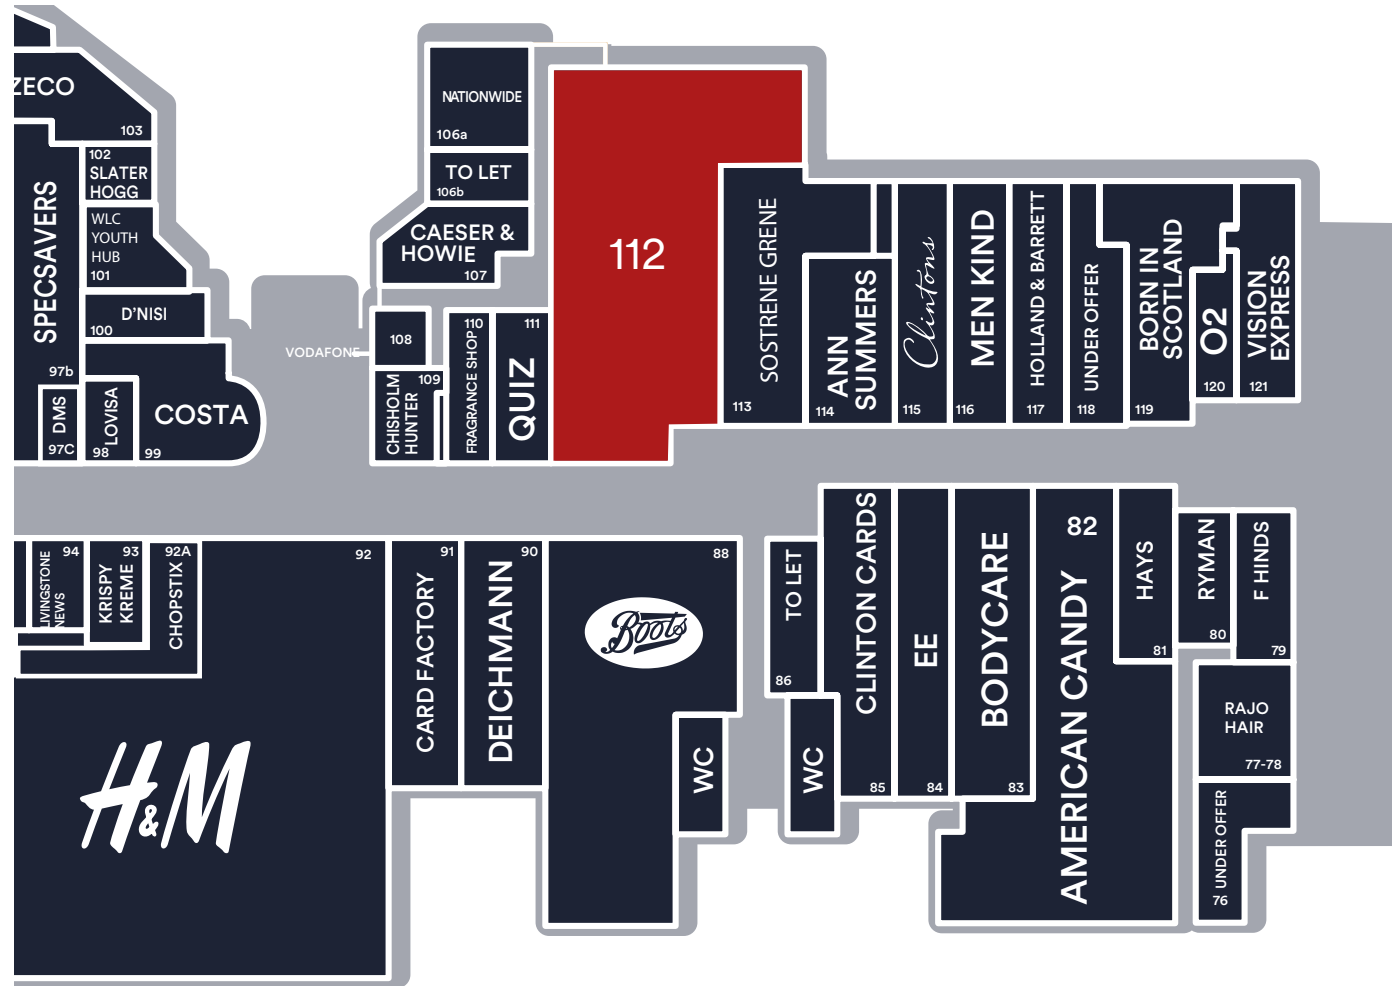 ZECO
103
102
SLATER
HOGG
WLC
YOUTH
HUB
101
D'NISI
100
SPECSAVERS
97b
DMS
97C
LOVISA
98
COSTA
99
VODAFONE
NATIONWIDE
106a
TO LET
106b
CAESER &
HOWIE
107
108
109
CHISHOLM
HUNTER
110
FRAGRANCE SHOP
111
QUIZ
112
SOSTRENE GRENE
113
ANN
SUMMERS
114
Clintons
115
MEN KIND
116
HOLLAND & BARRETT
117
UNDER OFFER
118
BORN IN
SCOTLAND
119
O2
120
VISION
EXPRESS
121
94
LIVINGSTONE
NEWS
93
KRISPY
KREME
92A
CHOPSTIX
92
H&M
91
CARD FACTORY
90
DEICHMANN
88
Boots
WC
TO LET
86
WC
CLINTON CARDS
85
EE
84
BODYCARE
83
82
AMERICAN CANDY
HAYS
81
RYMAN
80
F HINDS
79
RAJO
HAIR
77-78
UNDER OFFER
76